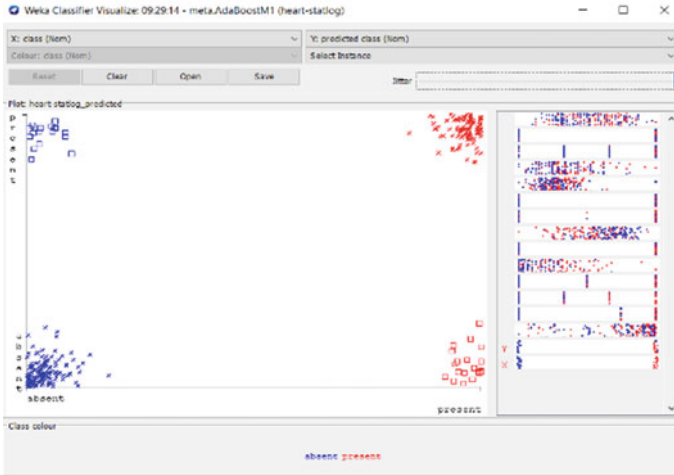 Weka Classifier Visualize: 09:29:14 - meta.AdaBoostM1 (heart-statlog)
X: class (Nom)
Y: predicted class (Nom)
Colour: class (Nom)
Select Instance
Reset
Clear
Open
Save
Jitter
Plot: heart-statlog_predicted
present
absent
absent
present
Y
X
Class colour
absent present